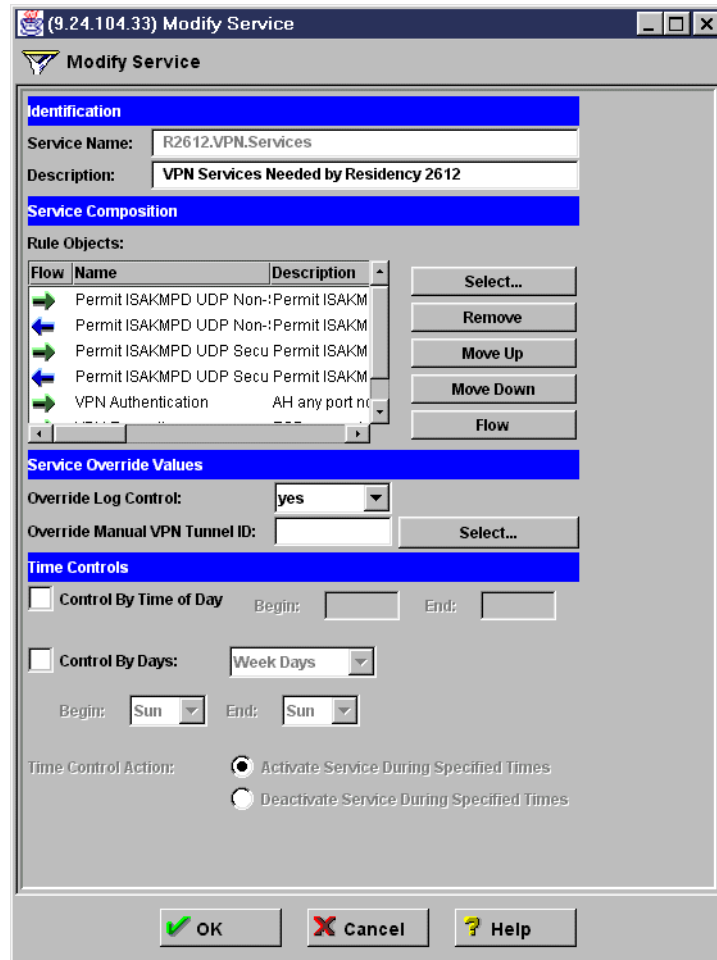 (9.24.104.33) Modify Service
Modify Service
Identification
Service Name: R2612.VPN.Services
Description: VPN Services Needed by Residency 2612
Service Composition
Rule Objects:
Flow Name Description
Permit ISAKMPD UDP Non- Permit ISAKM
Permit ISAKMPD UDP Non- Permit ISAKM
Permit ISAKMPD UDP Secu Permit ISAKM
Permit ISAKMPD UDP Secu Permit ISAKM
VPN Authentication AH any port no
Select...
Remove
Move Up
Move Down
Flow
Service Override Values
Override Log Control: yes
Override Manual VPN Tunnel ID: Select...
Time Controls
Control By Time of Day Begin: End:
Control By Days: Week Days
Begin: Sun End: Sun
Time Control Action: Activate Service During Specified Times
Deactivate Service During Specified Times
OK Cancel Help